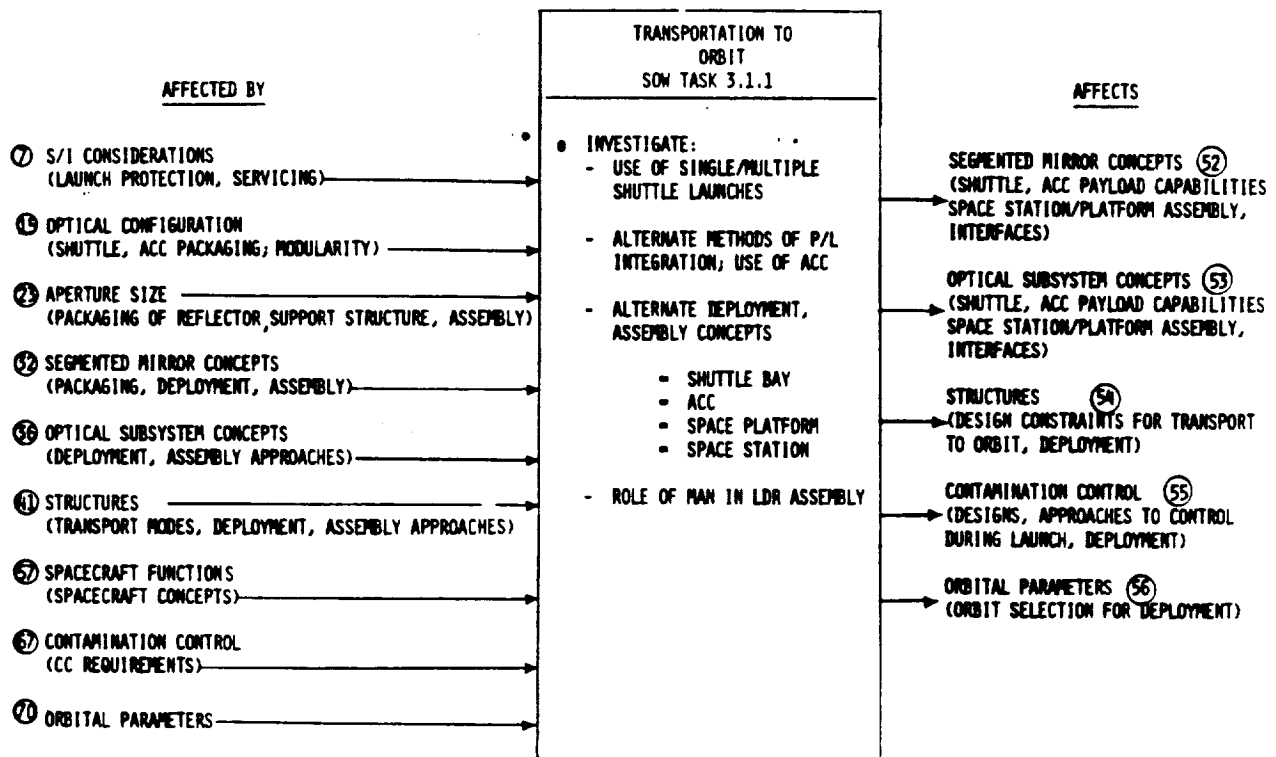 AFFECTED BY
7 S/I CONSIDERATIONS
(LAUNCH PROTECTION, SERVICING)
15 OPTICAL CONFIGURATION
(SHUTTLE, ACC PACKAGING; MODULARITY)
23 APERTURE SIZE
(PACKAGING OF REFLECTOR, SUPPORT STRUCTURE, ASSEMBLY)
32 SEGMENTED MIRROR CONCEPTS
(PACKAGING, DEPLOYMENT, ASSEMBLY)
OPTICAL SUBSYSTEM CONCEPTS
(DEPLOYMENT, ASSEMBLY APPROACHES)
41 STRUCTURES
(TRANSPORT MODES, DEPLOYMENT, ASSEMBLY APPROACHES)
SPACECRAFT FUNCTIONS
(SPACECRAFT CONCEPTS)
67 CONTAMINATION CONTROL
(CC REQUIREMENTS)
70 ORBITAL PARAMETERS
TRANSPORTATION TO
ORBIT
SOW TASK 3.1.1
• INVESTIGATE:
- USE OF SINGLE/MULTIPLE
SHUTTLE LAUNCHES
- ALTERNATE METHODS OF P/L
INTEGRATION; USE OF ACC
- ALTERNATE DEPLOYMENT,
ASSEMBLY CONCEPTS
- SHUTTLE BAY
- ACC
- SPACE PLATFORM
- SPACE STATION
- ROLE OF MAN IN LDR ASSEMBLY
AFFECTS
SEGMENTED MIRROR CONCEPTS 52
(SHUTTLE, ACC PAYLOAD CAPABILITIES
SPACE STATION/PLATFORM ASSEMBLY,
INTERFACES)
OPTICAL SUBSYSTEM CONCEPTS 53
(SHUTTLE, ACC PAYLOAD CAPABILITIES
SPACE STATION/PLATFORM ASSEMBLY,
INTERFACES)
STRUCTURES 54
(DESIGN CONSTRAINTS FOR TRANSPORT
TO ORBIT, DEPLOYMENT)
CONTAMINATION CONTROL 55
(DESIGNS, APPROACHES TO CONTROL
DURING LAUNCH, DEPLOYMENT)
ORBITAL PARAMETERS 56
(ORBIT SELECTION FOR DEPLOYMENT)